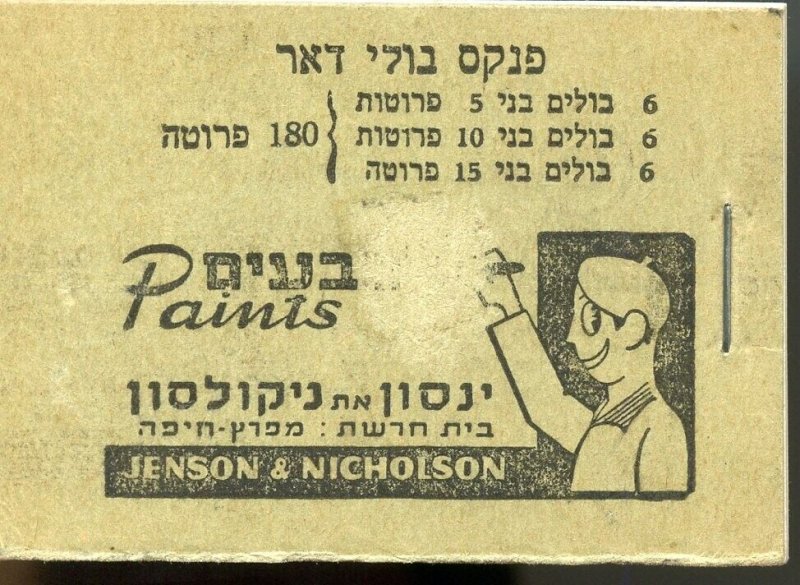 פנקס בולי דאר
6 בולים בני 5 פרוטות
6 בולים בני 10 פרוטות
6 בולים בני 15 פרוטה
180 פרוטה
בעים
Paints
ינסון את ניקולסון
בית חרשת : מפרץ-חיפה
JENSON & NICHOLSON